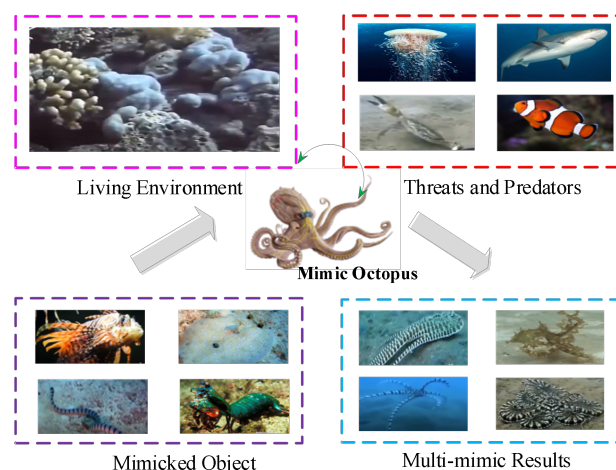 Living Environment
Threats and Predators
Mimic Octopus
Mimicked Object
Multi-mimic Results